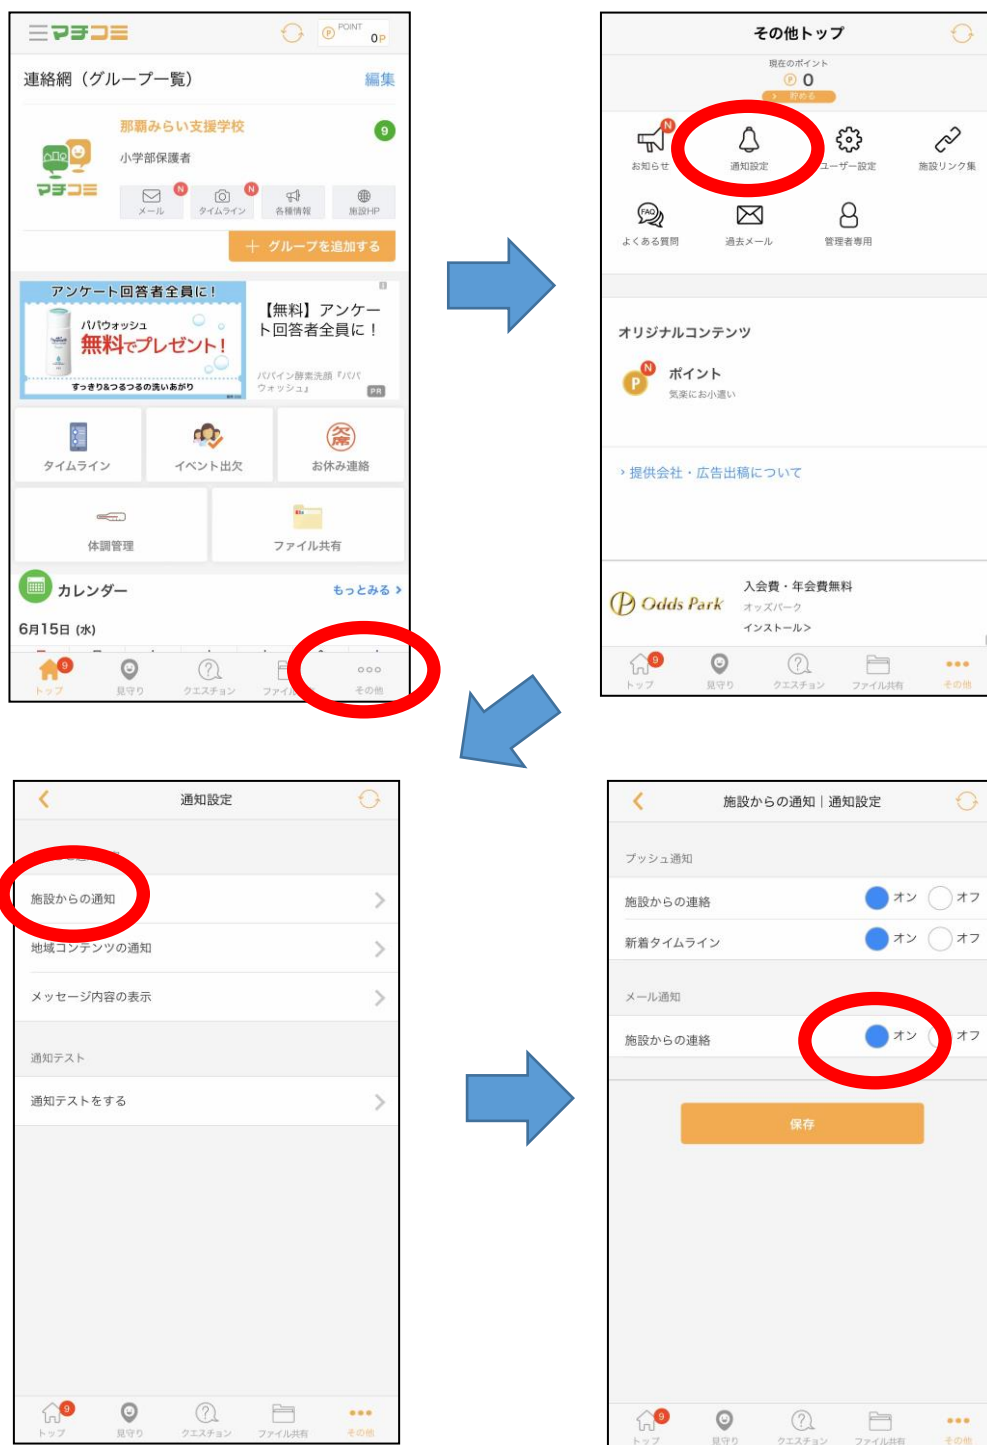 マチコミ
POINT
0P
連絡網（グループ一覧）
編集
那覇みらい支援学校
9
小学部保護者
マチコミ
N
N
メール
タイムライン
各種情報
施設HP
＋ グループを追加する
アンケート回答者全員に！
パパウォッシュ
無料でプレゼント！
すっきり&つるつるの洗いあがり
【無料】アンケー
ト回答者全員に！
パパイン酵素洗顔『パパ
ウォッシュ』
PR
欠席
タイムライン
イベント出欠
お休み連絡
体調管理
ファイル共有
カレンダー
もっとみる >
6月15日 (水)
9
トップ
見守り
クエスチョン
その他
その他トップ
現在のポイント
P 0
> 貯める
N
お知らせ
通知設定
ユーザー設定
施設リンク集
FAQ
よくある質問
過去メール
管理者専用
オリジナルコンテンツ
N
P
ポイント
気楽にお小遣い
> 提供会社・広告出稿について
Odds Park
入会費・年会費無料
オッズパーク
インストール>
9
トップ
見守り
クエスチョン
ファイル共有
その他
通知設定
施設からの通知
地域コンテンツの通知
メッセージ内容の表示
通知テスト
通知テストをする
9
トップ
見守り
クエスチョン
ファイル共有
その他
施設からの通知｜通知設定
プッシュ通知
施設からの連絡
オン
オフ
新着タイムライン
オン
オフ
メール通知
施設からの連絡
オン
オフ
保存
9
トップ
見守り
クエスチョン
ファイル共有
その他